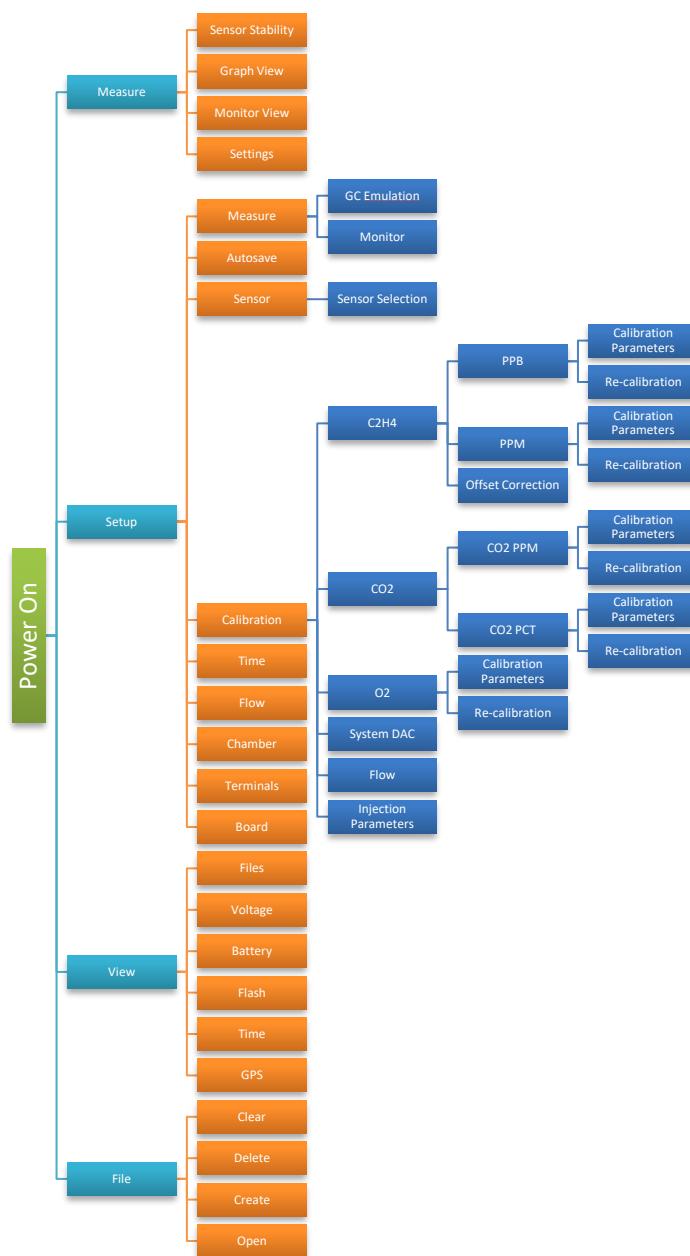 Power On
Measure
Sensor Stability
Graph View
Monitor View
Settings
Setup
Measure
GC Emulation
Monitor
Autosave
Sensor
Sensor Selection
Calibration
C2H4
PPB
Calibration
Parameters
Re-calibration
PPM
Calibration
Parameters
Re-calibration
Offset Correction
CO2
CO2 PPM
Calibration
Parameters
Re-calibration
CO2 PCT
Calibration
Parameters
Re-calibration
O2
Calibration
Parameters
Re-calibration
System DAC
Flow
Injection
Parameters
Time
Flow
Chamber
Terminals
Board
View
Files
Voltage
Battery
Flash
Time
GPS
File
Clear
Delete
Create
Open